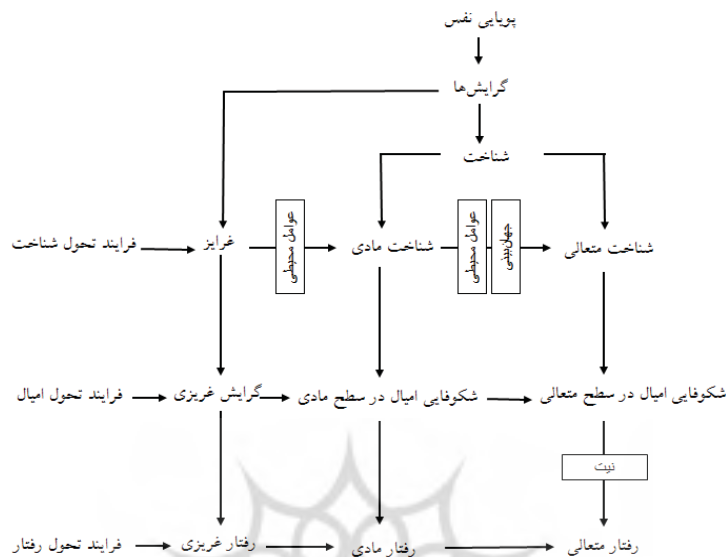 پویایی نفس
گرایش‌ها
شناخت
شناخت متعالی
جهان‌بینی
عوامل محیطی
شناخت مادی
عوامل محیطی
غرایز
فرایند تحول شناخت
شکوفایی امیال در سطح متعالی
شکوفایی امیال در سطح مادی
گرایش غریزی
فرایند تحول امیال
نیت
رفتار متعالی
رفتار مادی
رفتار غریزی
فرایند تحول رفتار